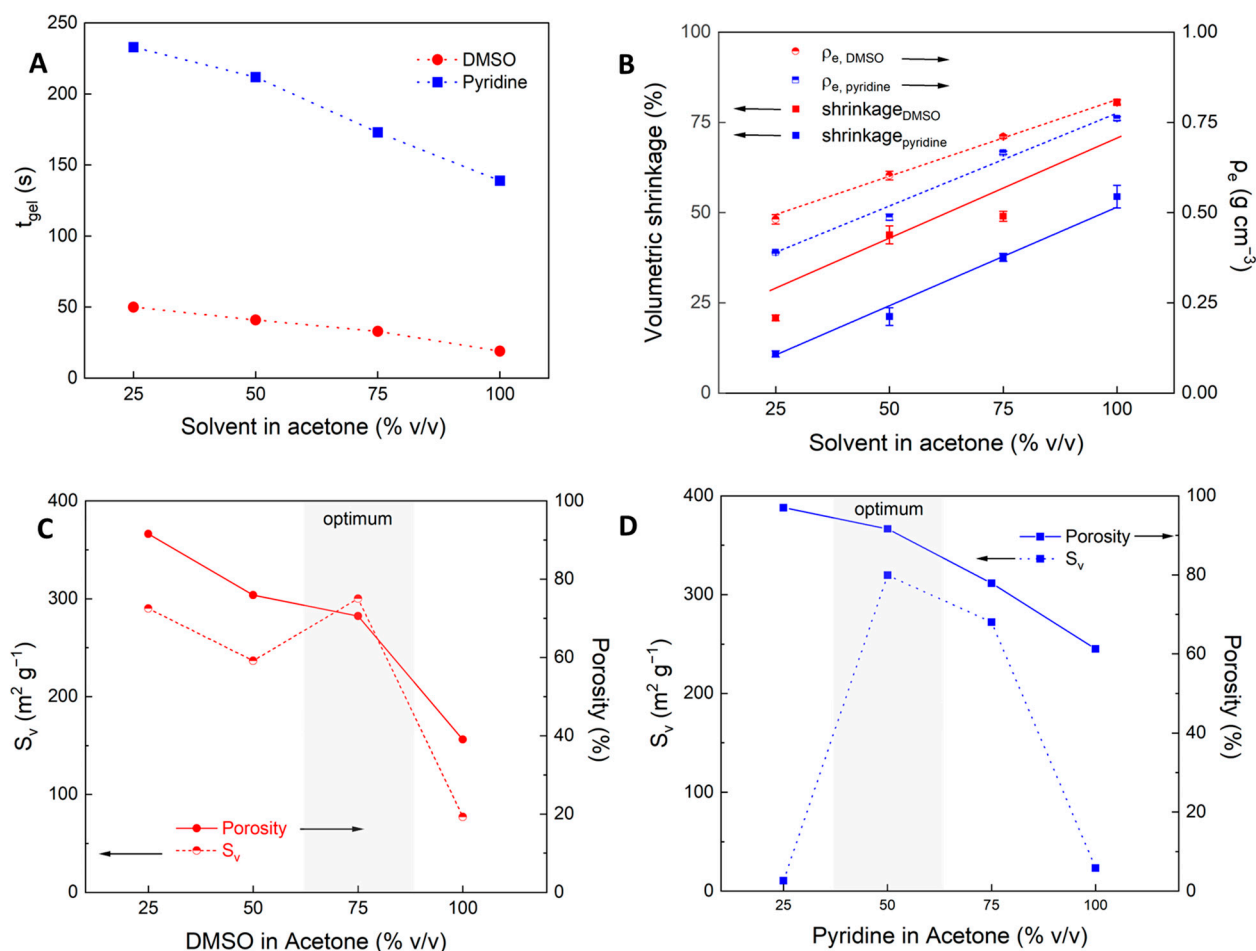 A
250
200
150
100
50
0
t_gel (s)
DMSO
Pyridine
25 50 75 100
Solvent in acetone (% v/v)
B
100
75
50
25
0
Volumetric shrinkage (%)
ρe, DMSO
ρe, pyridine
shrinkageDMSO
shrinkagepyridine
1.00
0.75
0.50
0.25
0.00
ρe (g cm⁻³)
25 50 75 100
Solvent in acetone (% v/v)
C
400
300
200
100
0
Sv (m² g⁻¹)
optimum
Porosity
Sv
100
80
60
40
20
0
Porosity (%)
25 50 75 100
DMSO in Acetone (% v/v)
D
400
300
200
100
0
Sv (m² g⁻¹)
optimum
Porosity
Sv
100
80
60
40
20
0
Porosity (%)
25 50 75 100
Pyridine in Acetone (% v/v)